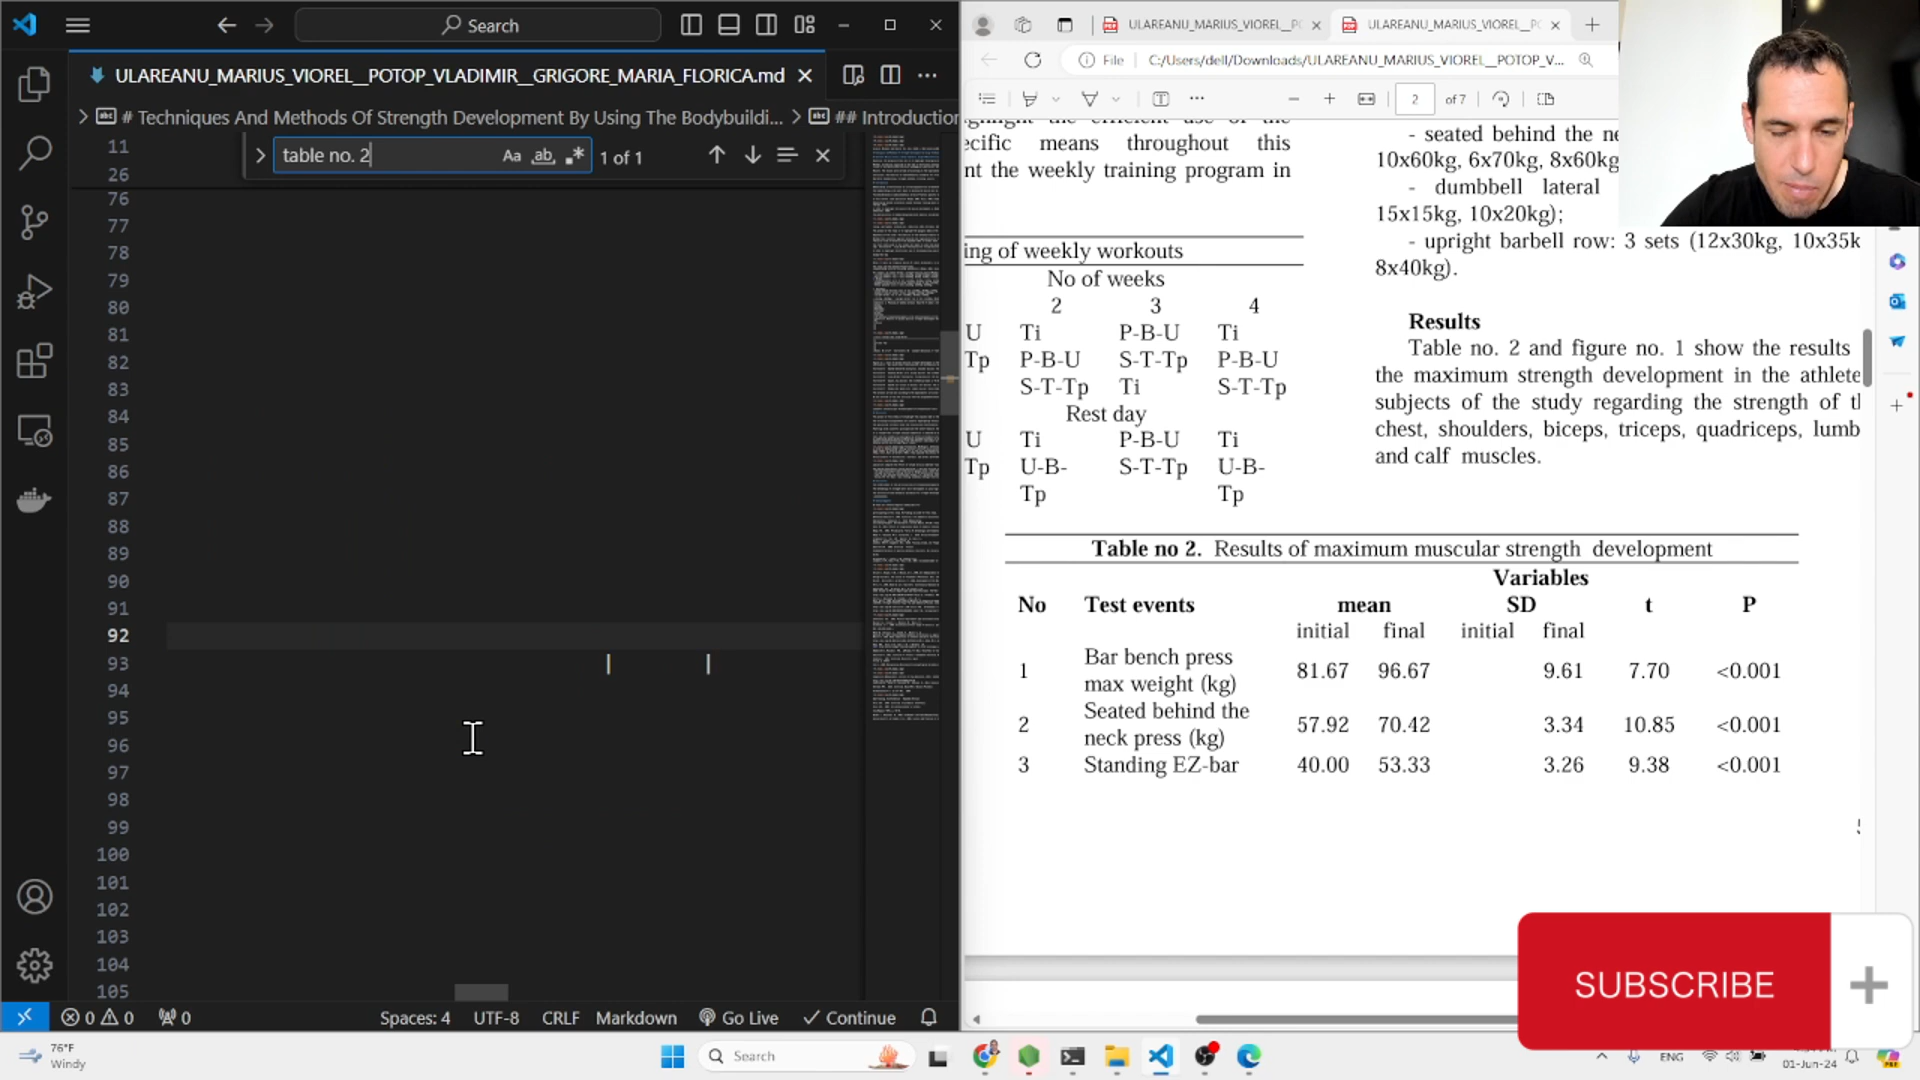 Search
ULAREANU_MARIUS_VIOREL__POTOP_VLADIMIR__GRIGORE_MARIA_FLORICA.md
# Techniques And Methods Of Strength Development By Using The Bodybuildi... > ## Introduction
table no. 2
Aa ab 1 of 1
11
26
76
77
78
79
80
81
82
83
84
85
86
87
88
89
90
91
92
93
94
95
96
97
98
99
100
101
102
103
104
105
0 0 0
Spaces: 4 UTF-8 CRLF Markdown Go Live Continue
ULAREANU_MARIUS_VIOREL__P
ULAREANU_MARIUS_VIOREL__P
File C:/Users/dell/Downloads/ULAREANU_MARIUS_VIOREL__POTOP_V...
2 of 7
ecific means throughout this
nt the weekly training program in
ing of weekly workouts
No of weeks
2 3 4
U Ti P-B-U Ti
Tp P-B-U S-T-Tp P-B-U
S-T-Tp Ti S-T-Tp
Rest day
U Ti P-B-U Ti
Tp U-B- S-T-Tp U-B-
Tp Tp
- seated behind the ne
10x60kg, 6x70kg, 8x60kg
- dumbbell lateral
15x15kg, 10x20kg);
- upright barbell row: 3 sets (12x30kg, 10x35k
8x40kg).
Results
Table no. 2 and figure no. 1 show the results
the maximum strength development in the athlete
subjects of the study regarding the strength of tl
chest, shoulders, biceps, triceps, quadriceps, lumb
and calf muscles.
Table no 2. Results of maximum muscular strength development
Variables
No Test events mean SD t P
initial final initial final
1 Bar bench press max weight (kg) 81.67 96.67 9.61 7.70 <0.001
2 Seated behind the neck press (kg) 57.92 70.42 3.34 10.85 <0.001
3 Standing EZ-bar 40.00 53.33 3.26 9.38 <0.001
SUBSCRIBE
76°F
Windy
Search
ENG
01-Jun-24